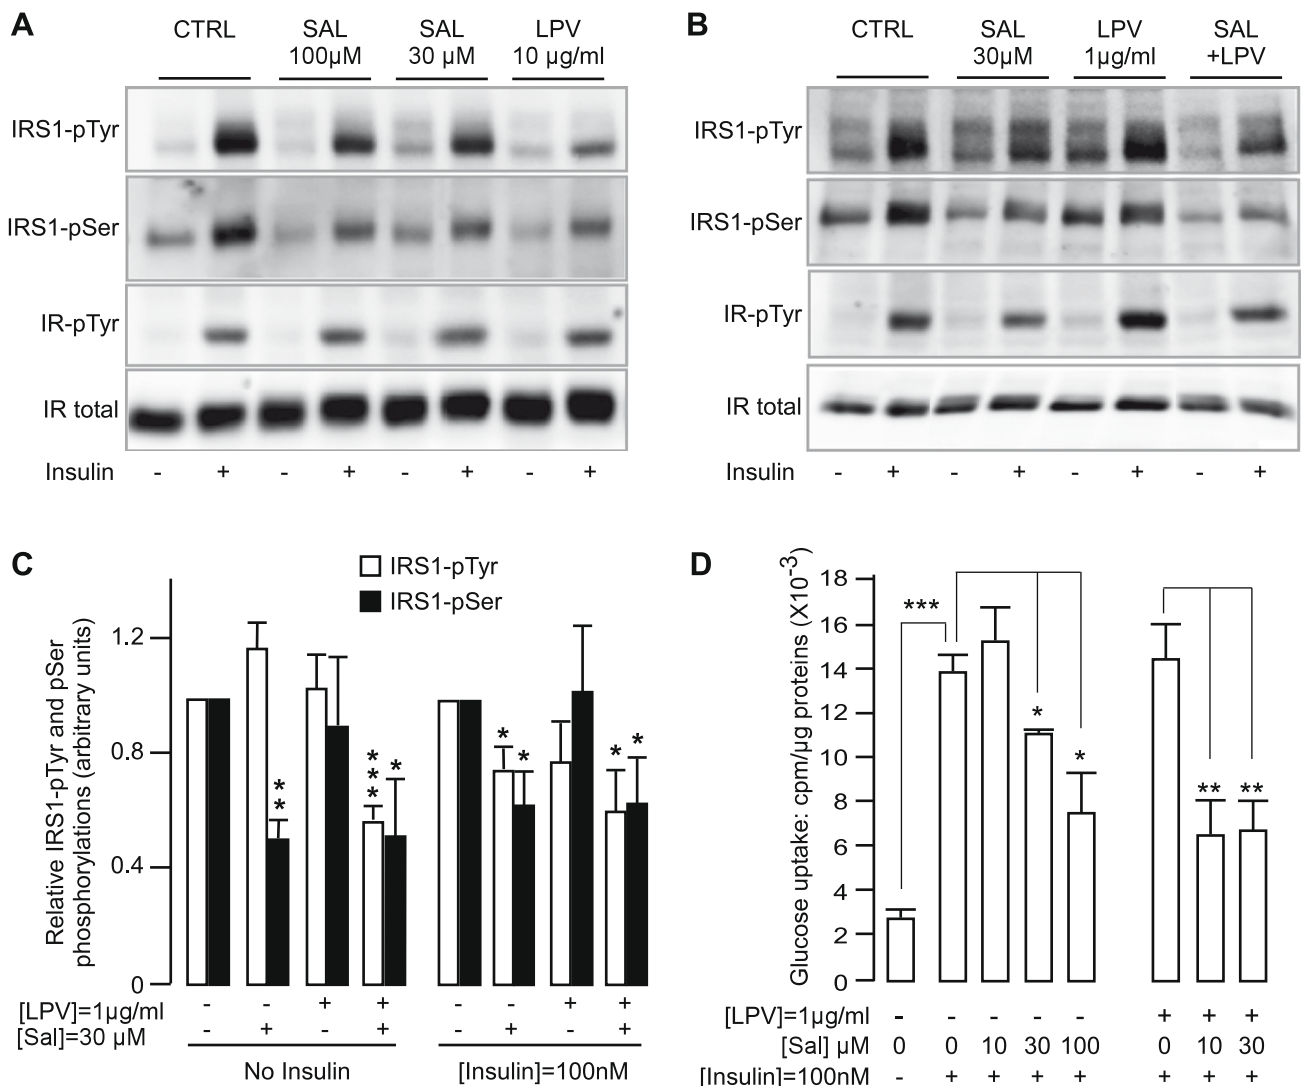 A
CTRL SAL SAL LPV
100µM 30 µM 10 µg/ml
IRS1-pTyr
IRS1-pSer
IR-pTyr
IR total
Insulin - + - + - + - +
B
CTRL SAL LPV SAL
30µM 1µg/ml +LPV
IRS1-pTyr
IRS1-pSer
IR-pTyr
IR total
Insulin - + - + - + - +
C
IRS1-pTyr
IRS1-pSer
Relative IRS1-pTyr and pSer
phosphorylations (arbitrary units)
1.2
0.8
0.4
0
** *** * * * * *
[LPV]=1µg/ml - - + + - - + +
[Sal]=30 µM - + - + - + - +
No Insulin [Insulin]=100nM
D
Glucose uptake: cpm/µg proteins (X10⁻³)
18
16
14
12
10
8
6
4
2
0
*** * * ** **
[LPV]=1µg/ml - - - - - + + +
[Sal] µM 0 0 10 30 100 0 10 30
[Insulin]=100nM - + + + + + + +